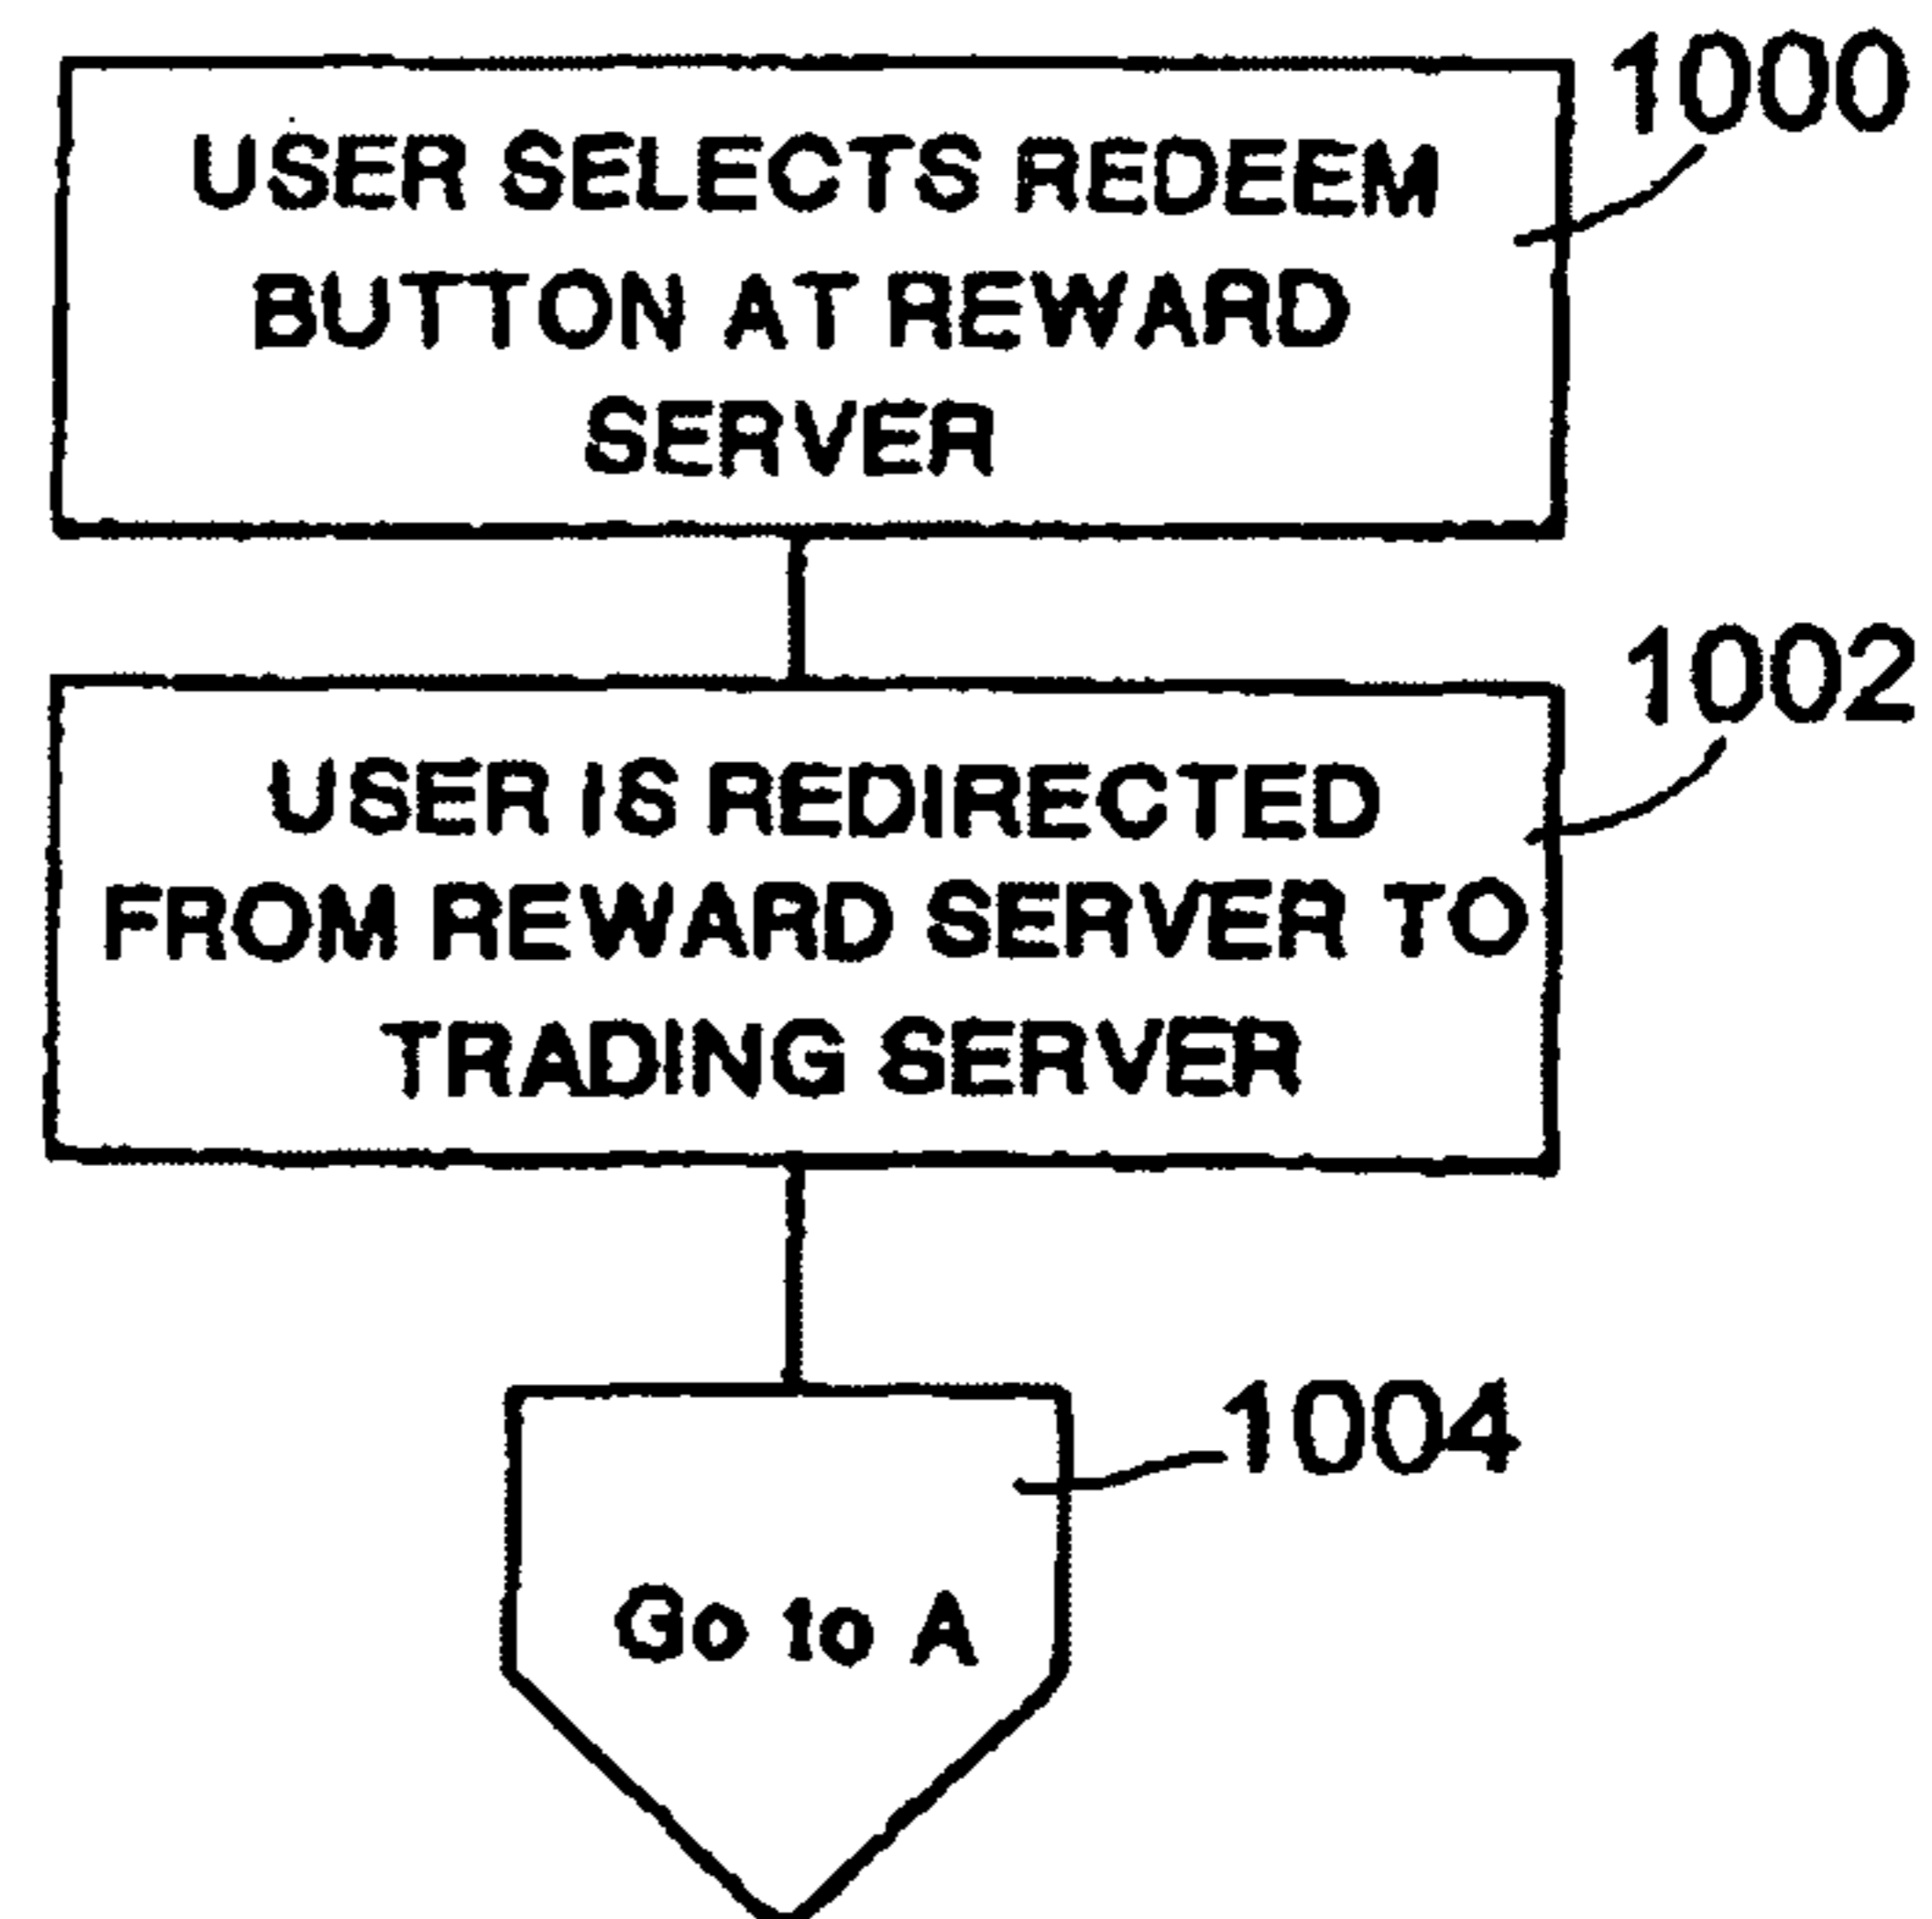 1000
USER SELECTS REDEEM
BUTTON AT REWARD
SERVER
1002
USER IS REDIRECTED
FROM REWARD SERVER TO
TRADING SERVER
1004
Go to A